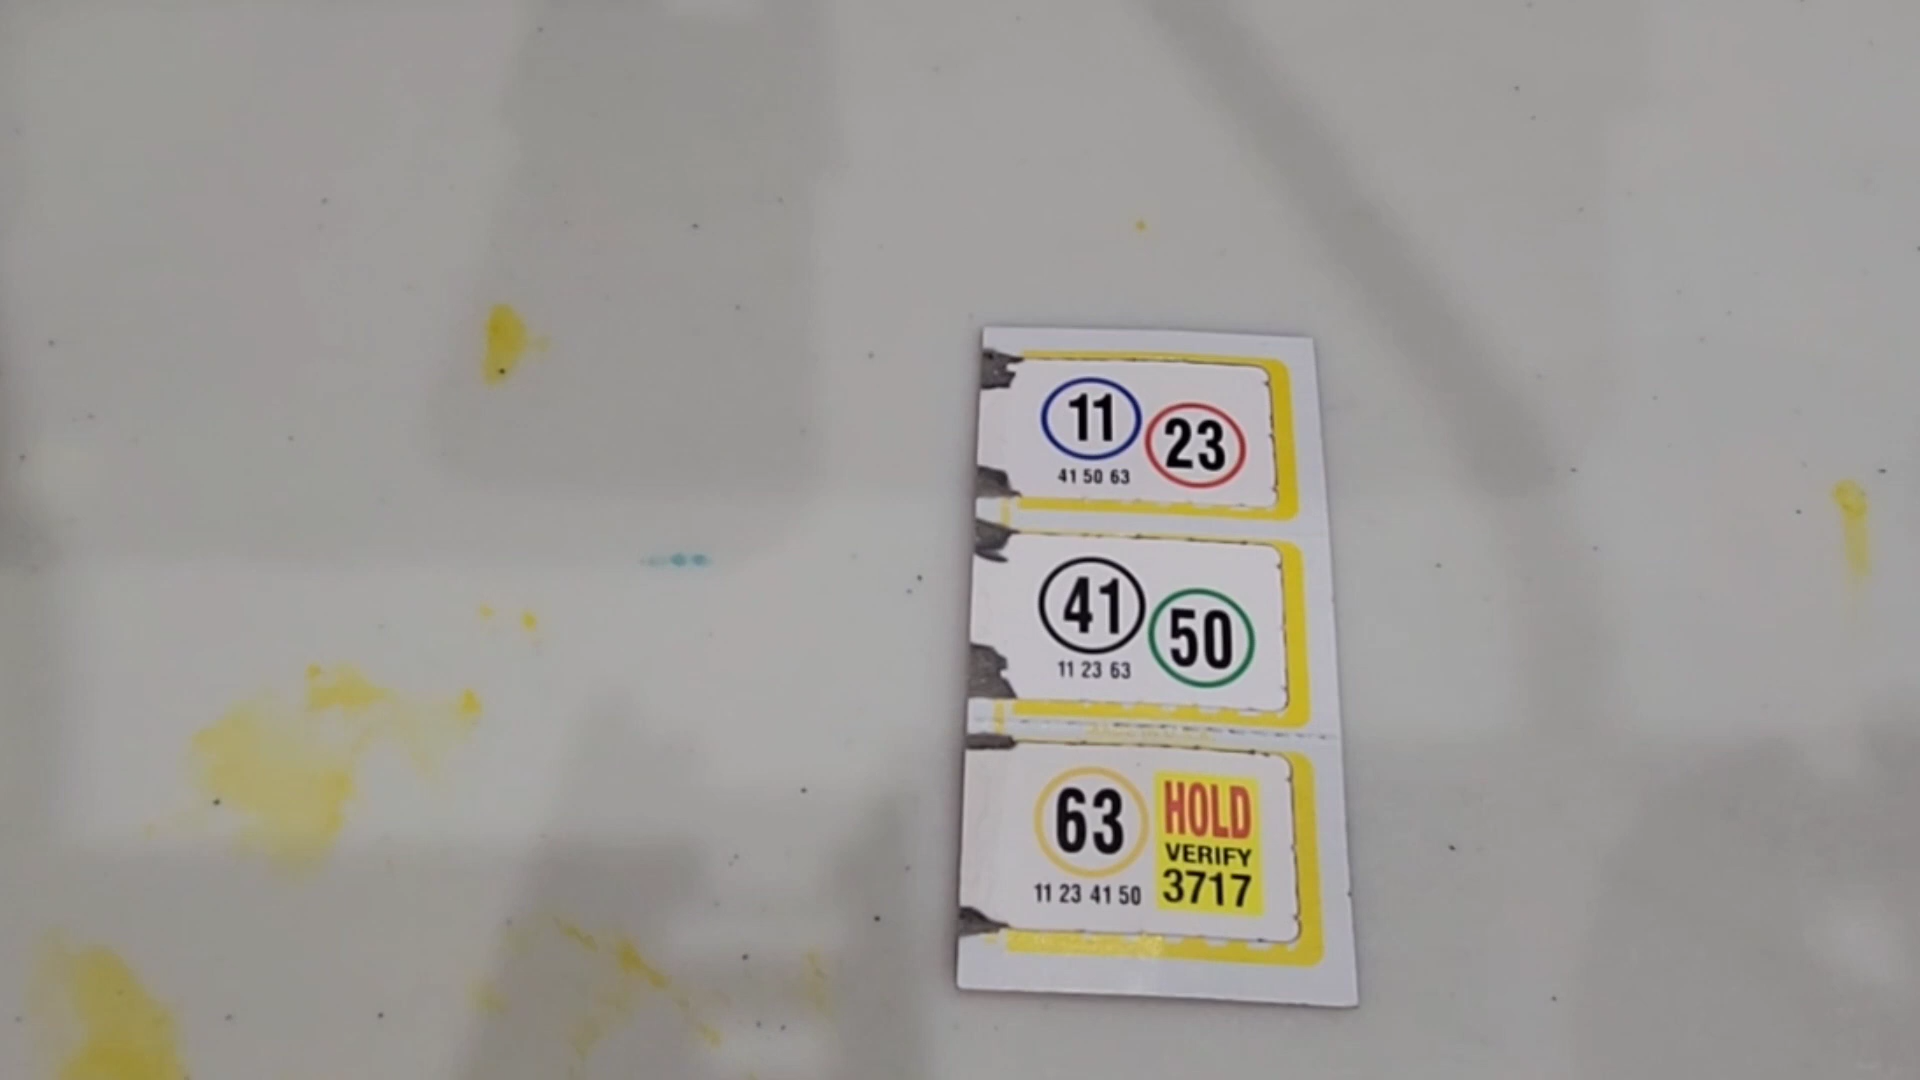 11 23
41 50 63
41 50
11 23 63
63 HOLD
VERIFY
3717
11 23 41 50